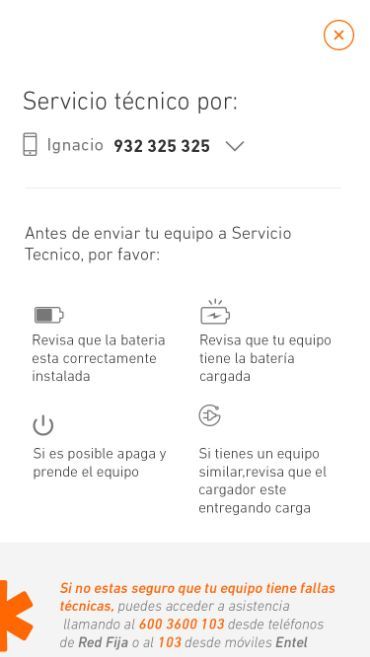 Servicio técnico por:
Ignacio 932 325 325
Antes de enviar tu equipo a Servicio
Tecnico, por favor:
Revisa que la bateria
esta correctamente
instalada
Revisa que tu equipo
tiene la batería
cargada
Si es posible apaga y
prende el equipo
Si tienes un equipo
similar,revisa que el
cargador este
entregando carga
Si no estas seguro que tu equipo tiene fallas
técnicas, puedes acceder a asistencia
llamando al 600 3600 103 desde teléfonos
de Red Fija o al 103 desde móviles Entel